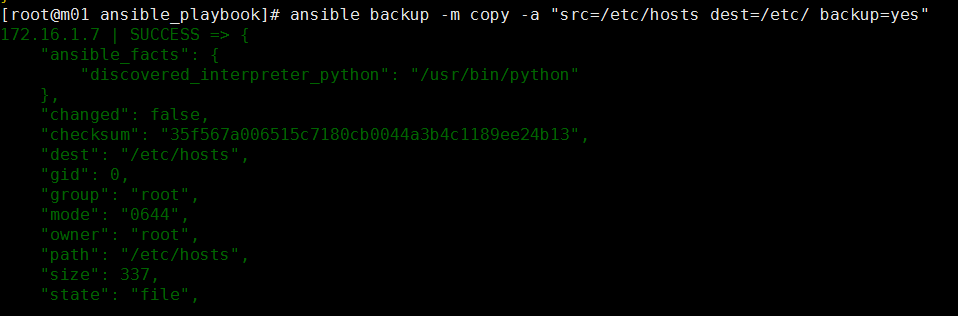 [root@m01 ansible_playbook]# ansible backup -m copy -a "src=/etc/hosts dest=/etc/ backup=yes"
172.16.1.7 | SUCCESS => {
    "ansible_facts": {
        "discovered_interpreter_python": "/usr/bin/python"
    },
    "changed": false,
    "checksum": "35f567a006515c7180cb0044a3b4c1189ee24b13",
    "dest": "/etc/hosts",
    "gid": 0,
    "group": "root",
    "mode": "0644",
    "owner": "root",
    "path": "/etc/hosts",
    "size": 337,
    "state": "file",